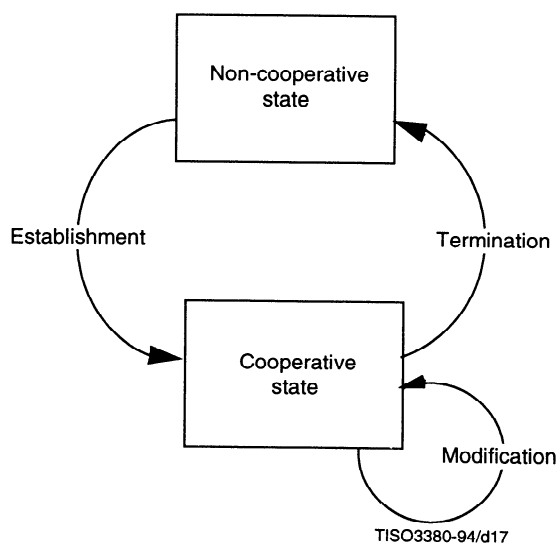 Non-cooperative
state
Establishment
Termination
Cooperative
state
Modification
TISO3380-94/d17